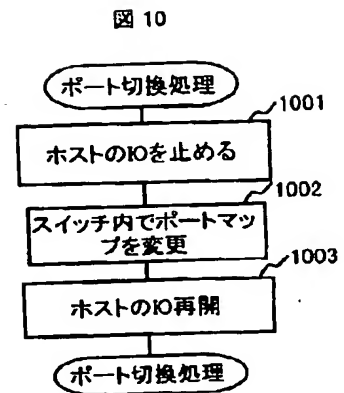 図 10
ポート切換処理
1001
ホストのIOを止める
1002
スイッチ内でポートマッ
プを変更
1003
ホストのIO再開
ポート切換処理